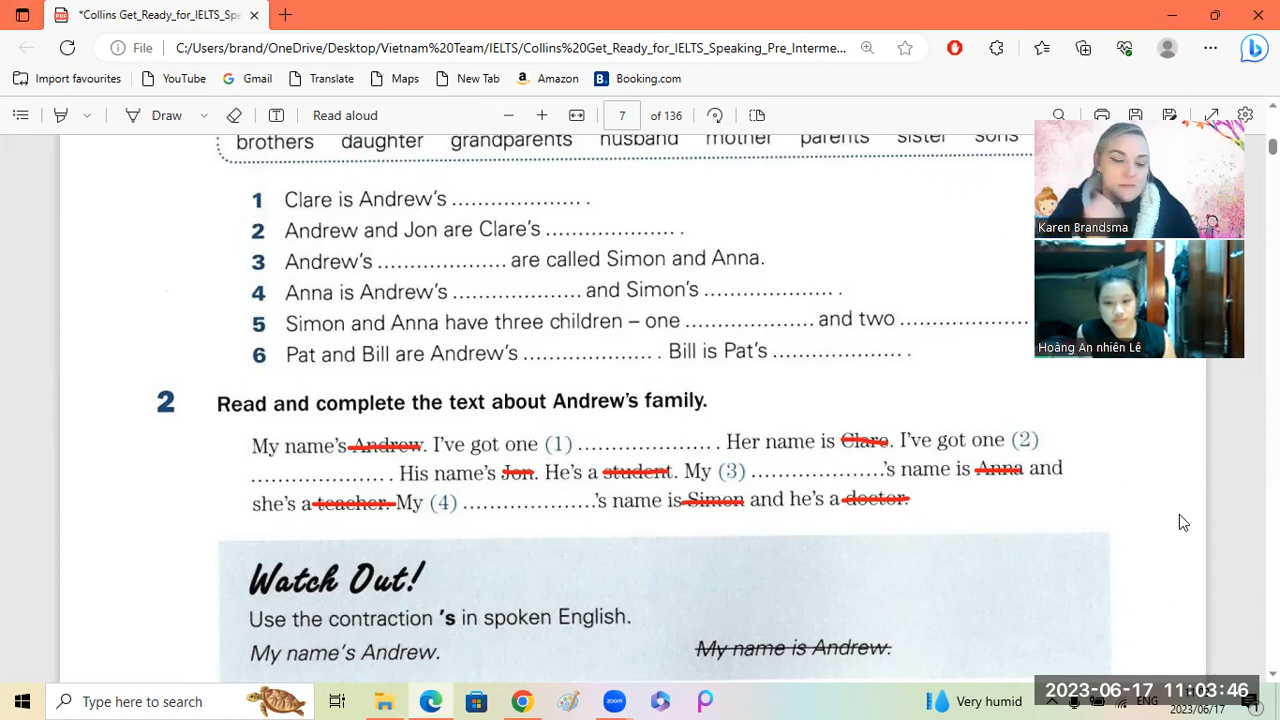 *Collins Get_Ready_for_IELTS_Spe
File
C:/Users/brand/OneDrive/Desktop/Vietnam%20Team/IELTS/Collins%20Get_Ready_for_IELTS_Speaking_Pre_Interme...
Import favourites YouTube Gmail Translate Maps New Tab Amazon Booking.com
Draw Read aloud 7 of 136
brothers daughter grandparents husband mother parents sister sons
1 Clare is Andrew's .................... .
2 Andrew and Jon are Clare's .................... .
3 Andrew's .................... are called Simon and Anna.
4 Anna is Andrew's .................... and Simon's .................... .
5 Simon and Anna have three children – one .................... and two ....................
6 Pat and Bill are Andrew's .................... . Bill is Pat's .................... .
2 Read and complete the text about Andrew's family.
My name's Andrew. I've got one (1) .................... . Her name is Clare. I've got one (2)
.................... . His name's Jon. He's a student. My (3) ....................'s name is Anna and
she's a teacher. My (4) ....................'s name is Simon and he's a doctor.
Watch Out!
Use the contraction 's in spoken English.
My name's Andrew. My name is Andrew.
Karen Brandsma
Hoàng An nhiên Lê
Type here to search
Very humid
ENG
2023-06-17 11:03:46
2023/06/17